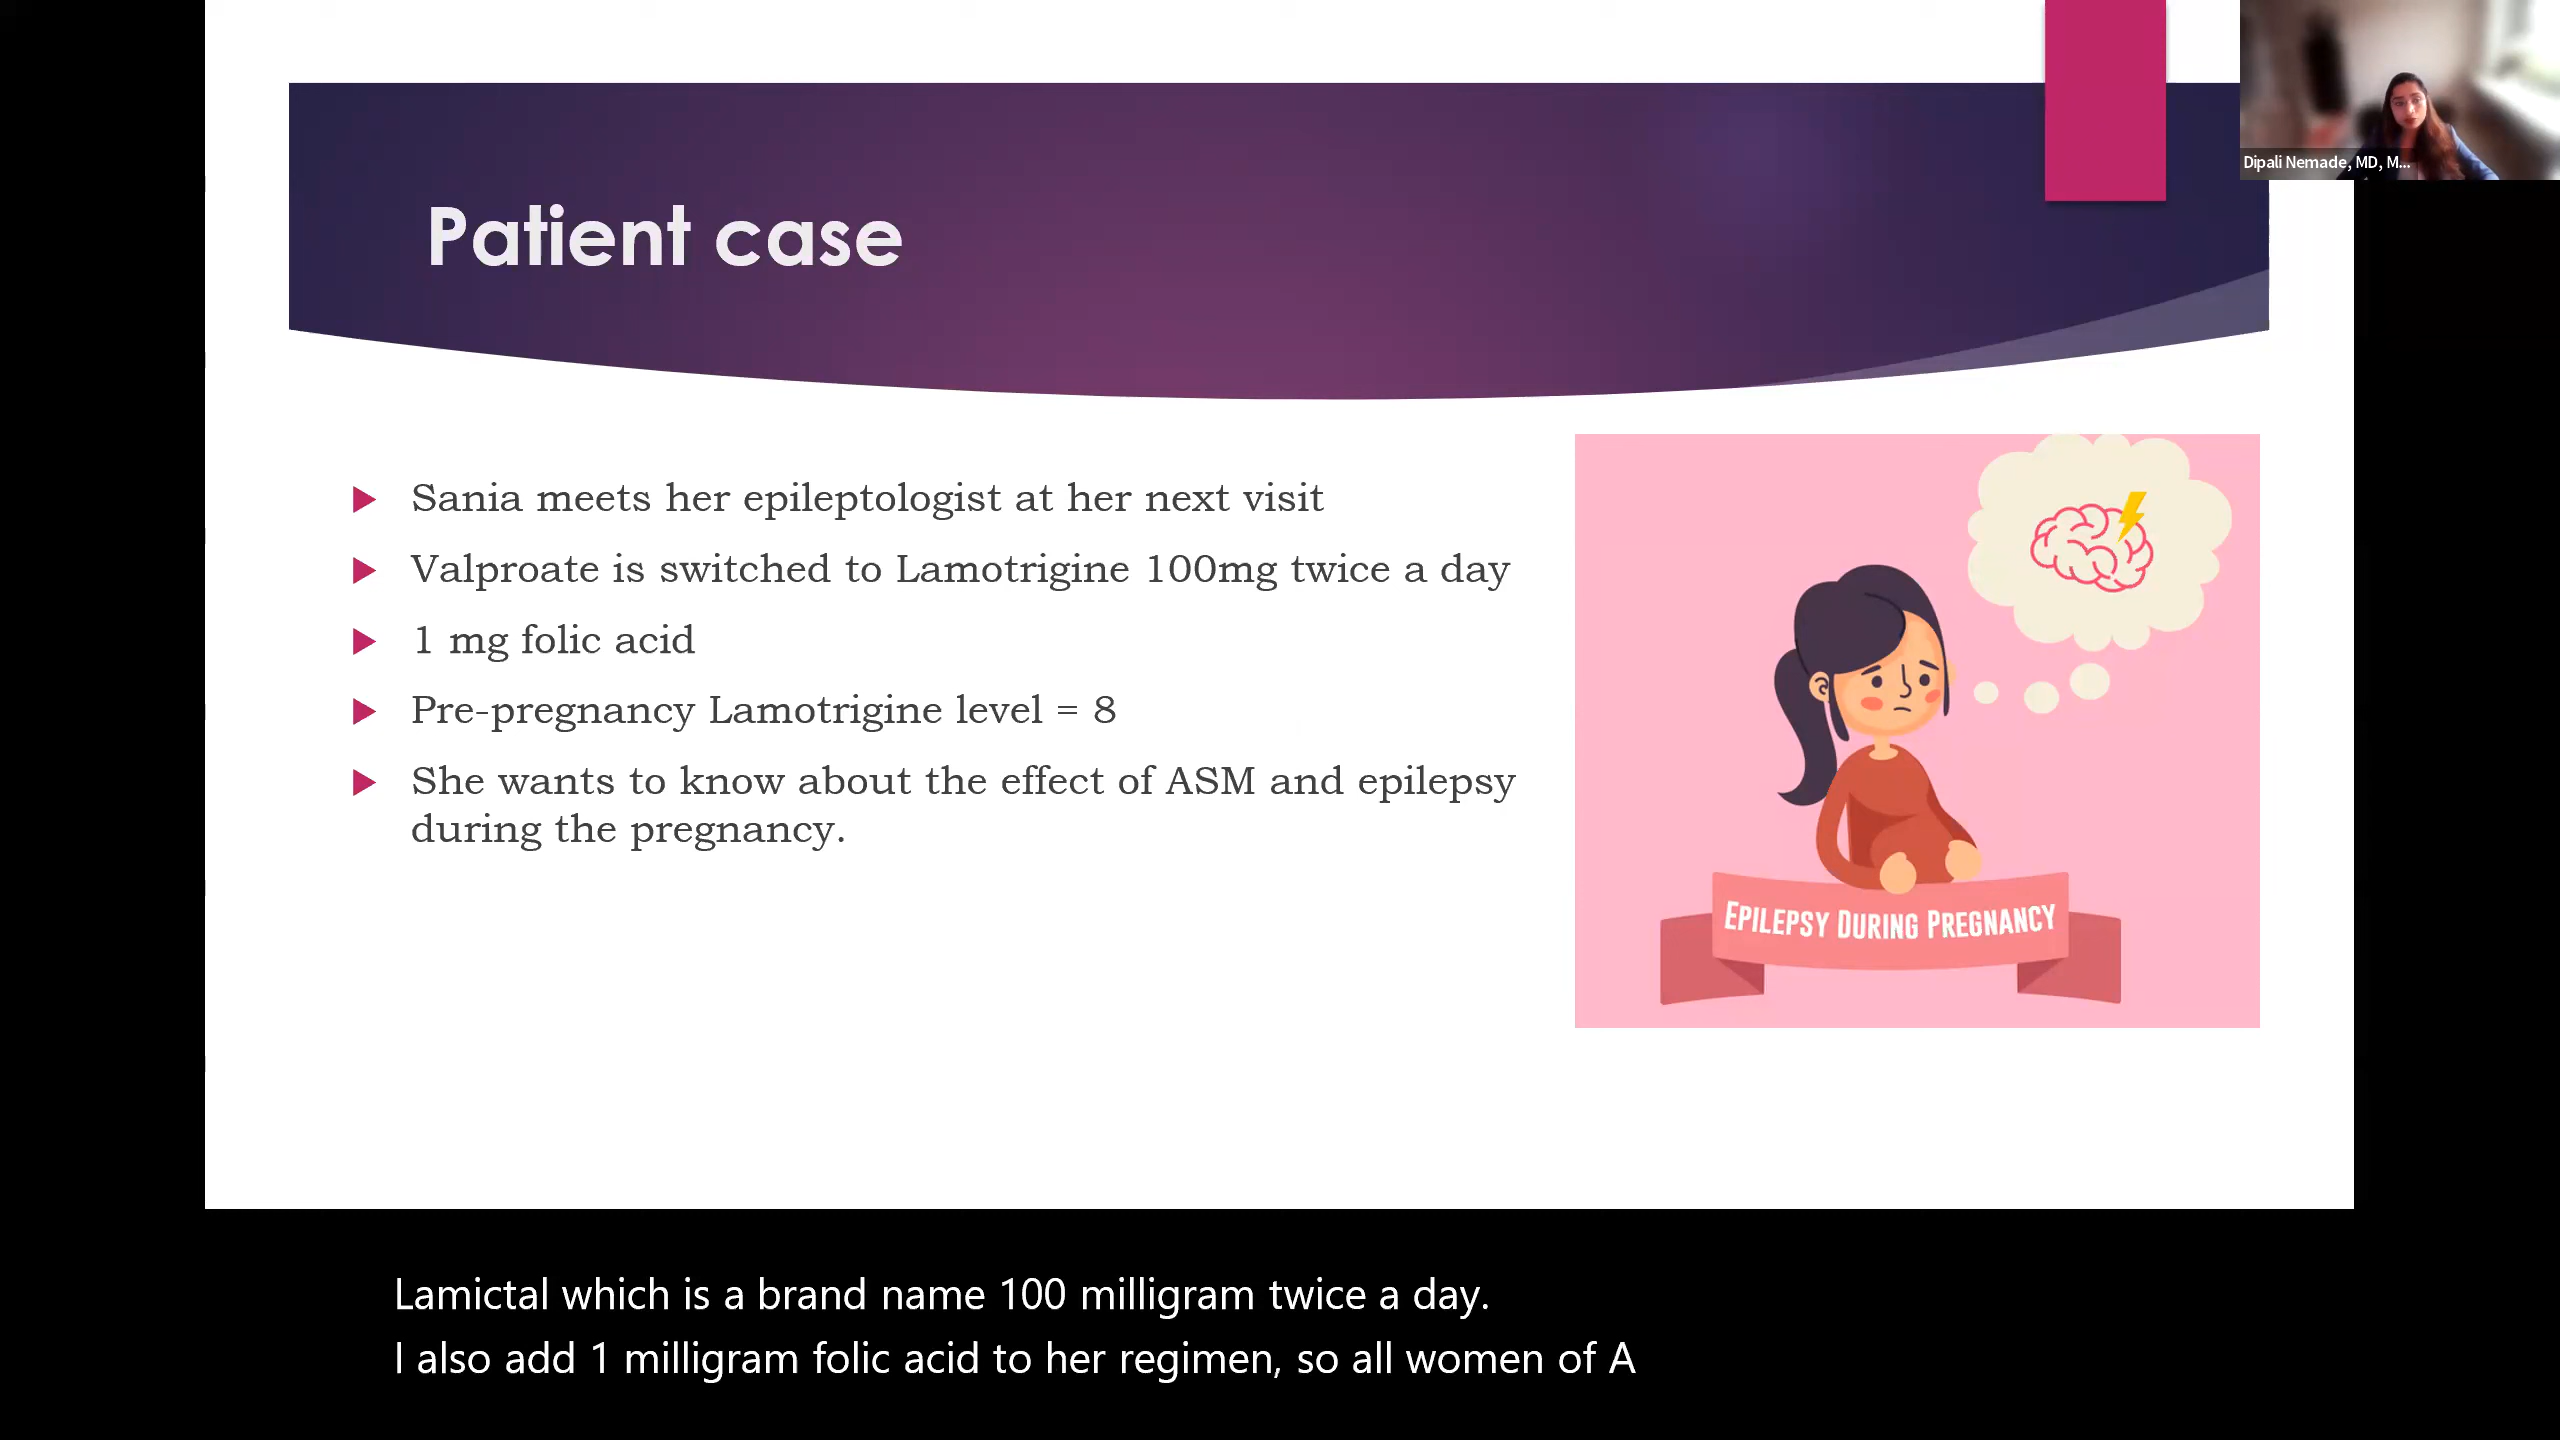 Dipali Nemade, MD, M...
Patient case
Sania meets her epileptologist at her next visit
Valproate is switched to Lamotrigine 100mg twice a day
1 mg folic acid
Pre-pregnancy Lamotrigine level = 8
She wants to know about the effect of ASM and epilepsy
during the pregnancy.
EPILEPSY DURING PREGNANCY
Lamictal which is a brand name 100 milligram twice a day.
I also add 1 milligram folic acid to her regimen, so all women of A